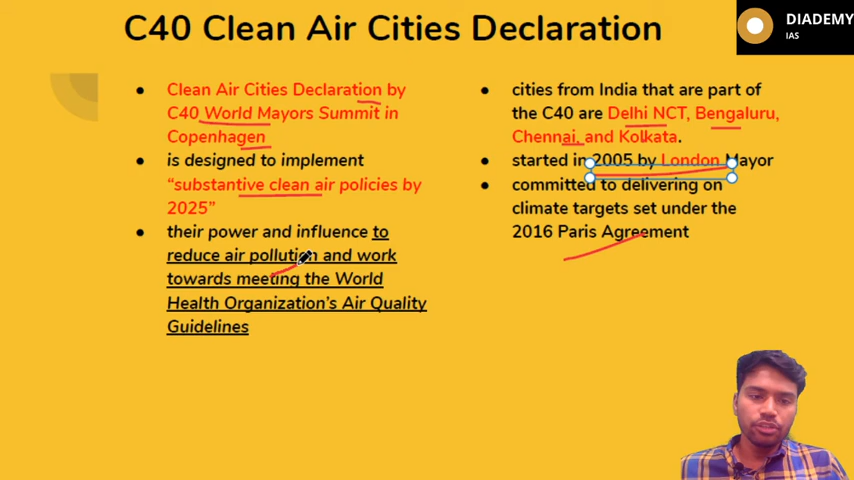 C40 Clean Air Cities Declaration
DIADEMY
IAS
Clean Air Cities Declaration by
C40 World Mayors Summit in
Copenhagen
is designed to implement
“substantive clean air policies by
2025”
their power and influence to
reduce air pollution and work
towards meeting the World
Health Organization’s Air Quality
Guidelines
cities from India that are part of
the C40 are Delhi NCT, Bengaluru,
Chennai, and Kolkata.
started in 2005 by London Mayor
committed to delivering on
climate targets set under the
2016 Paris Agreement